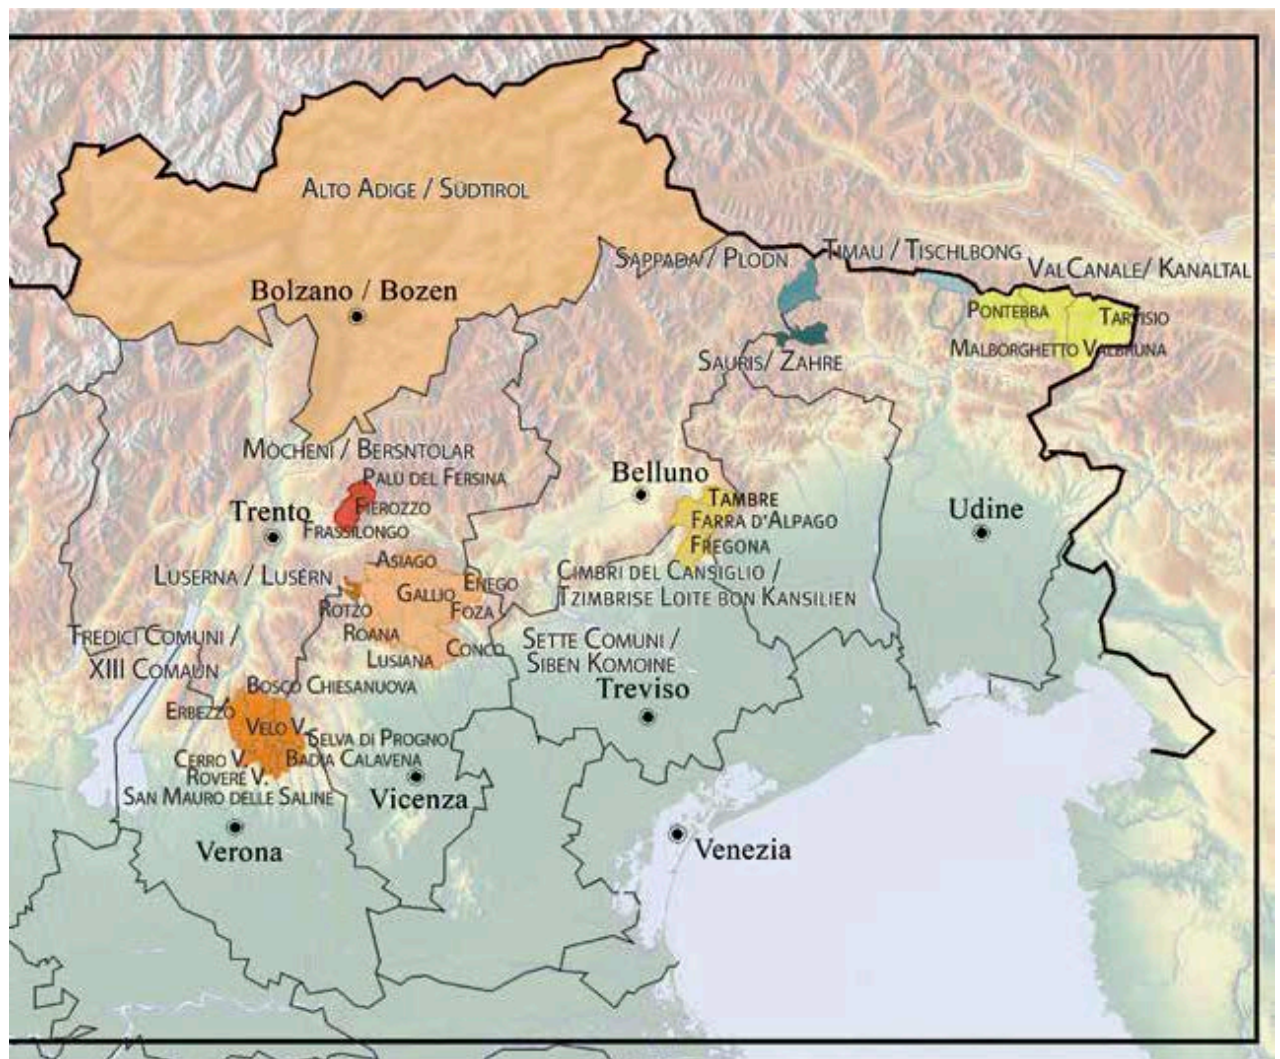 ALTO ADIGE / SÜDTIROL
SAPPADA / PLODN
TIMAU / TISCHLBONG
VALCANALE/ KANALTAL
Bolzano / Bozen
PONTEBBA
TARVISIO
MALBORGHETTO VALBRUNA
SAURIS/ ZAHRE
MÒCHENI / BERSNTOLAR
PALÙ DEL FERSINA
Belluno
FIEROZZO
Trento
FRASSILONGO
TAMBRE
FARRA D'ALPAGO
FREGONA
Udine
ASIAGO
LUSERNA / LUSÉRN
ENEGO
CIMBRI DEL CANSIGLIO /
TZIMBRISE LOITE BON KANSILIEN
GALLIO
ROTZO
FOZA
ROANA
TREDICI COMUNI /
XIII COMAUN
CONCO
LUSIANA
SETTE COMUNI /
SIBEN KOMOINE
Treviso
BOSCO CHIESANUOVA
ERBEZZO
VELO V.
SELVA DI PROGNO
CERRO V.
BADIA CALAVENA
ROVERÈ V.
SAN MAURO DELLE SALINE
Vicenza
Verona
Venezia